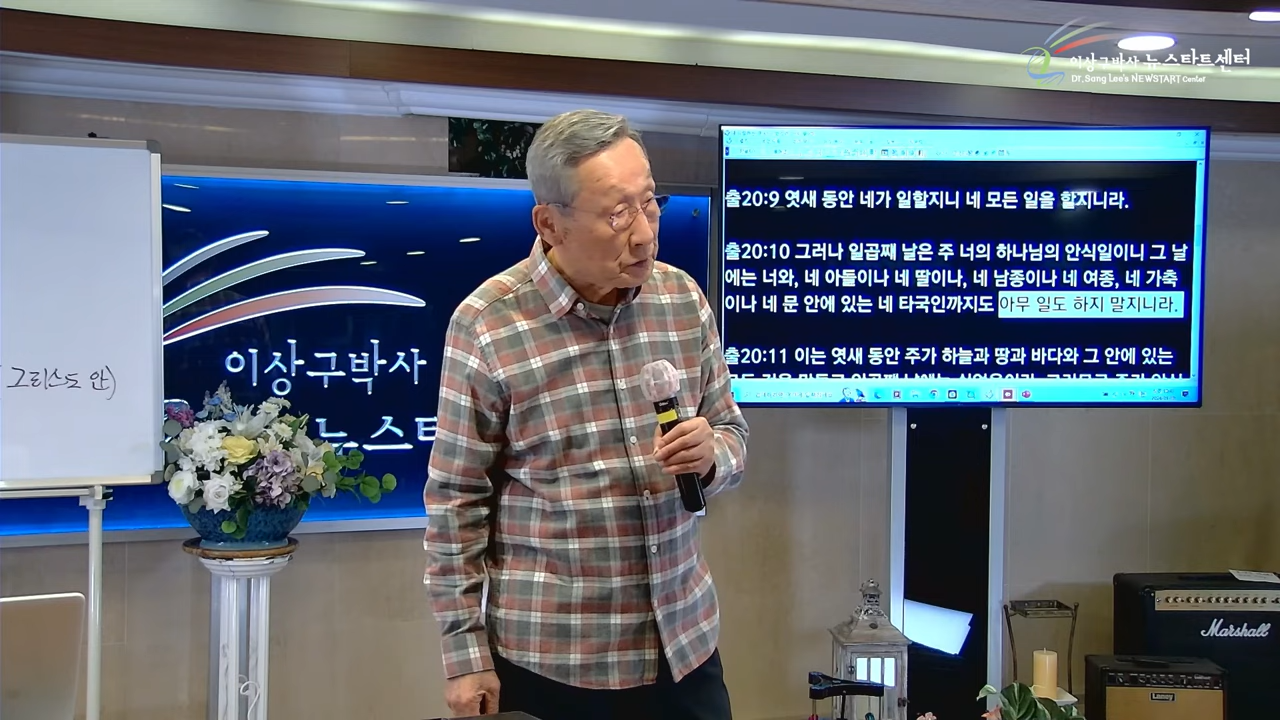 이상구박사 뉴스타트센터
Dr. Sang Lee's NEWSTART Center
출20:9 엿새 동안 네가 일할지니 네 모든 일을 할지니라.
출20:10 그러나 일곱째 날은 주 너의 하나님의 안식일이니 그 날
에는 너와, 네 아들이나 네 딸이나, 네 남종이나 네 여종, 네 가축
이나 네 문 안에 있는 네 타국인까지도 아무 일도 하지 말지니라.
출20:11 이는 엿새 동안 주가 하늘과 땅과 바다와 그 안에 있는
그리스도 안)
이상구박사
뉴스타
Marshall
Laney